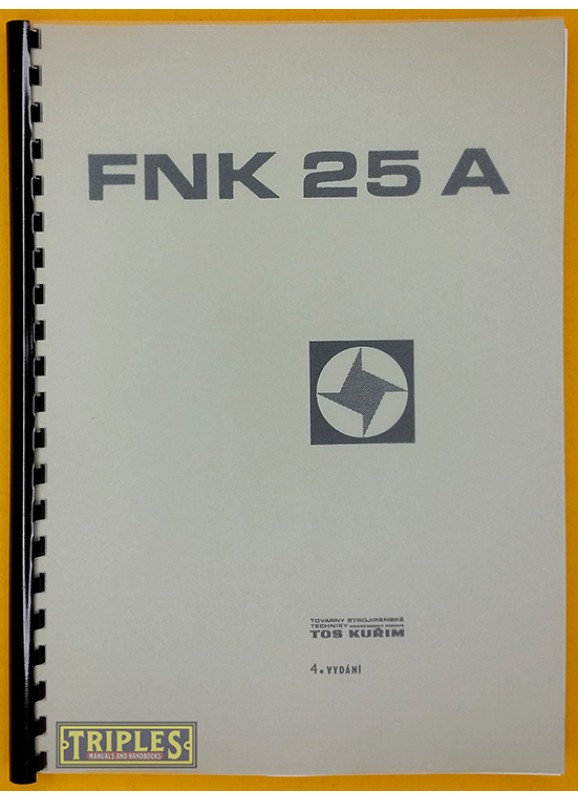 FNK 25 A
TOVÁRNY STROJÍRENSKÉ
TECHNIKY
TOS KUŘIM
4. VYDÁNÍ
TRIPLES
MANUALS AND HANDBOOKS